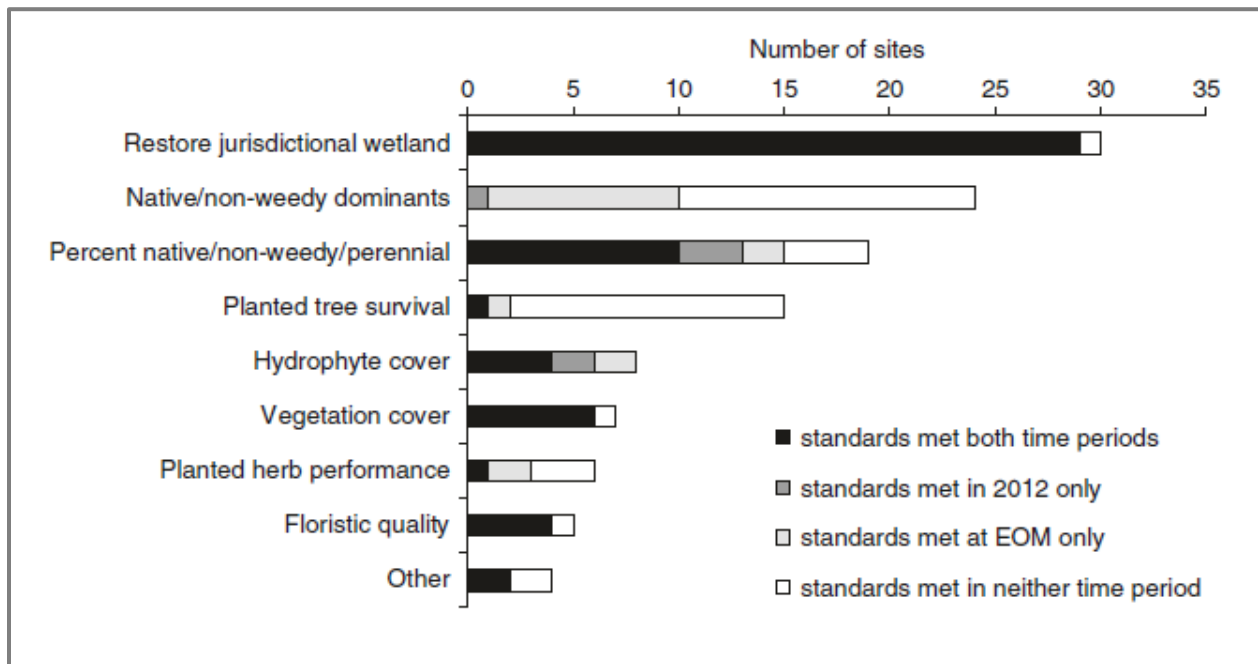 Number of sites
0 5 10 15 20 25 30 35
Restore jurisdictional wetland
Native/non-weedy dominants
Percent native/non-weedy/perennial
Planted tree survival
Hydrophyte cover
Vegetation cover
Planted herb performance
Floristic quality
Other
standards met both time periods
standards met in 2012 only
standards met at EOM only
standards met in neither time period